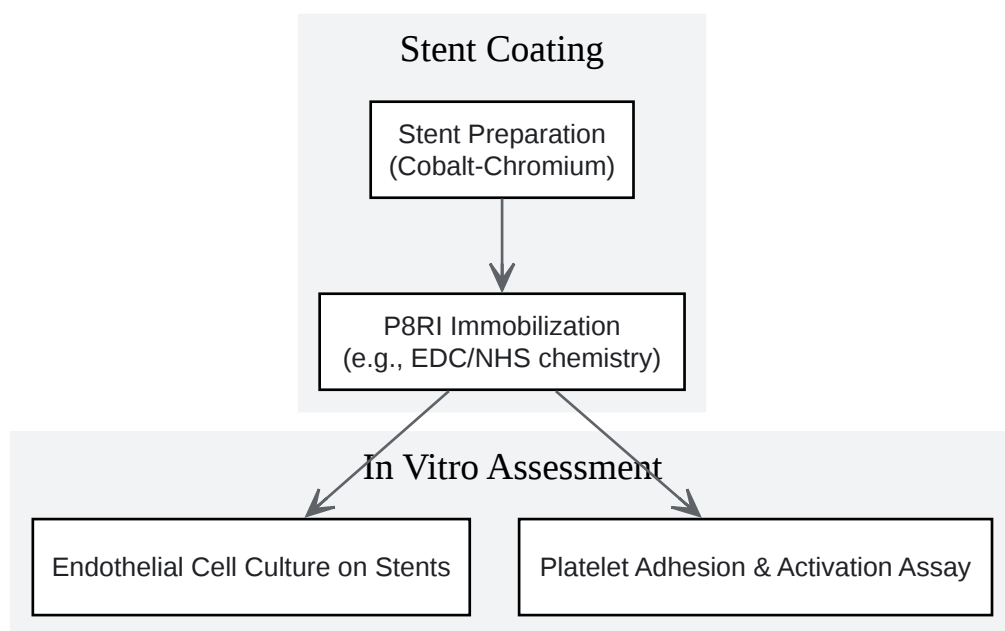 Stent Coating
Stent Preparation
(Cobalt-Chromium)
P8RI Immobilization
(e.g., EDC/NHS chemistry)
In Vitro Assessment
Endothelial Cell Culture on Stents
Platelet Adhesion & Activation Assay